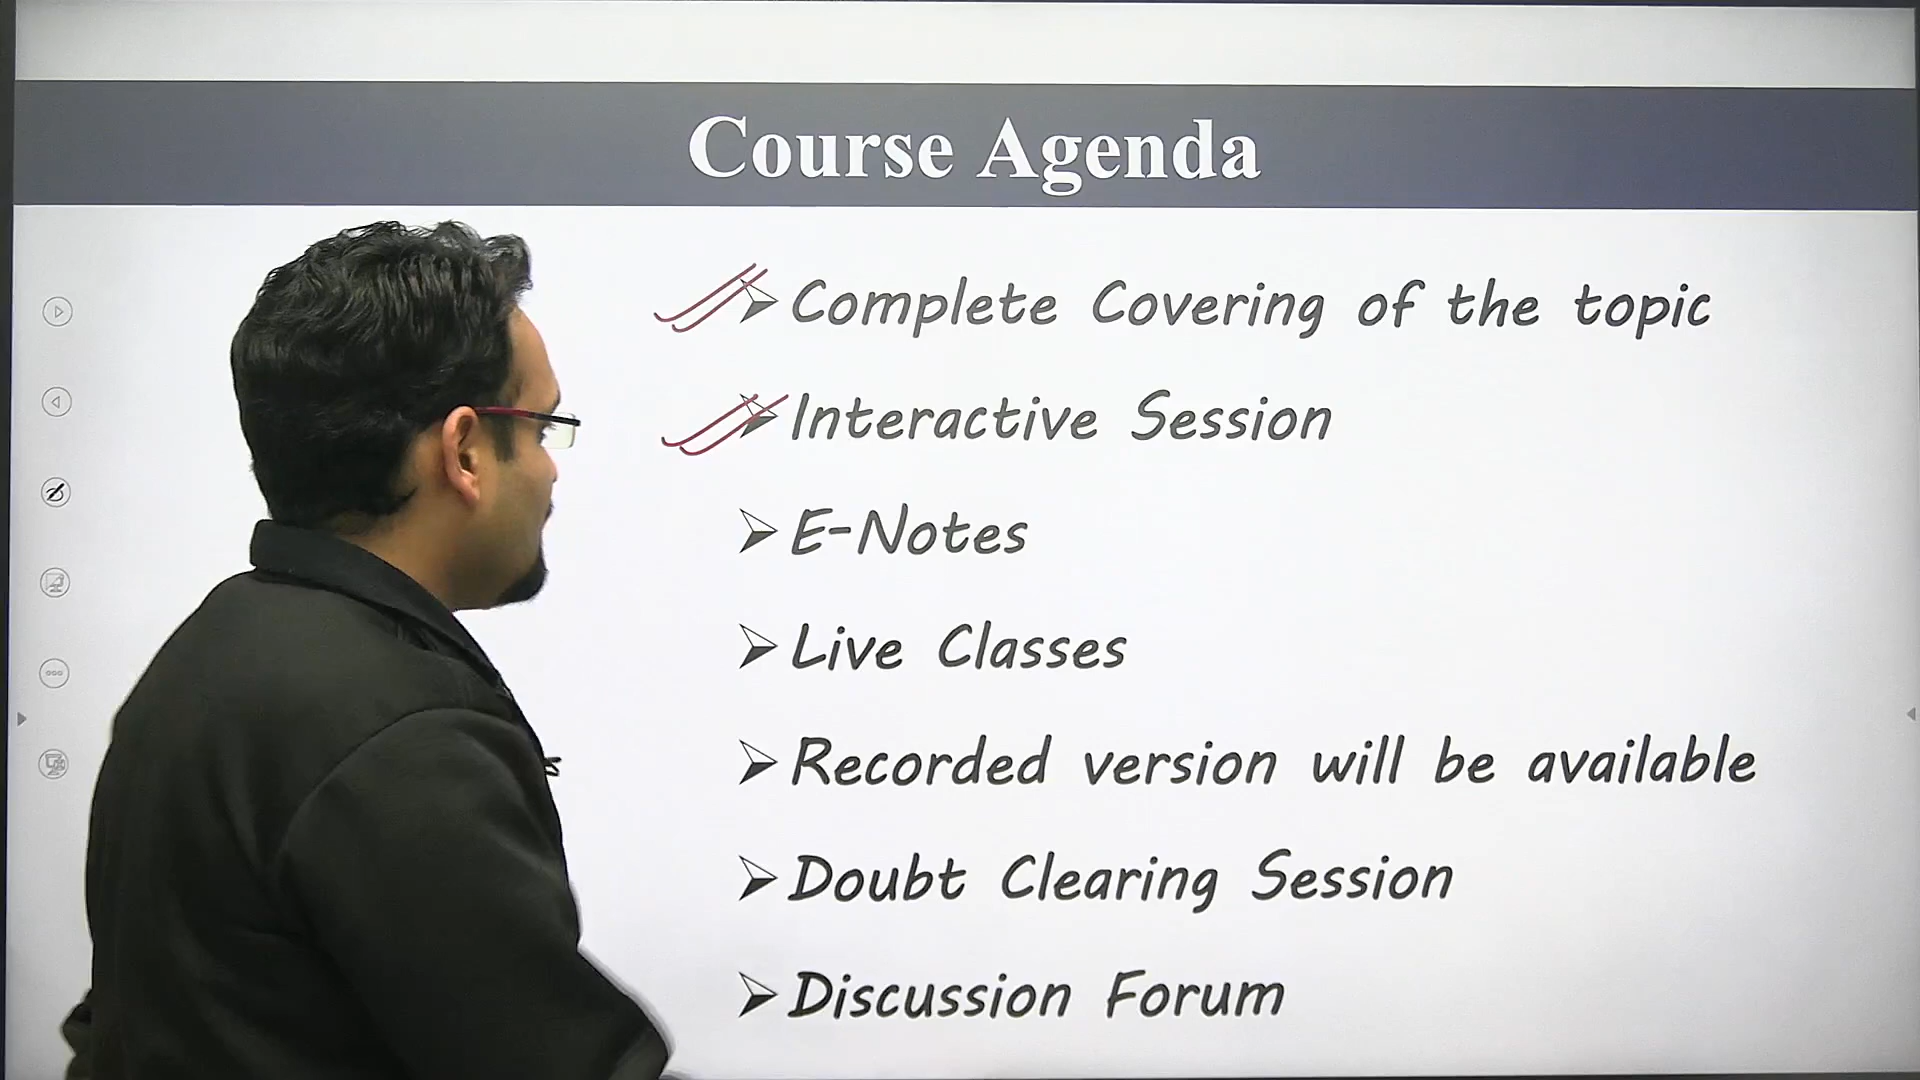 Course Agenda
Complete Covering of the topic
Interactive Session
E-Notes
Live Classes
Recorded version will be available
Doubt Clearing Session
Discussion Forum